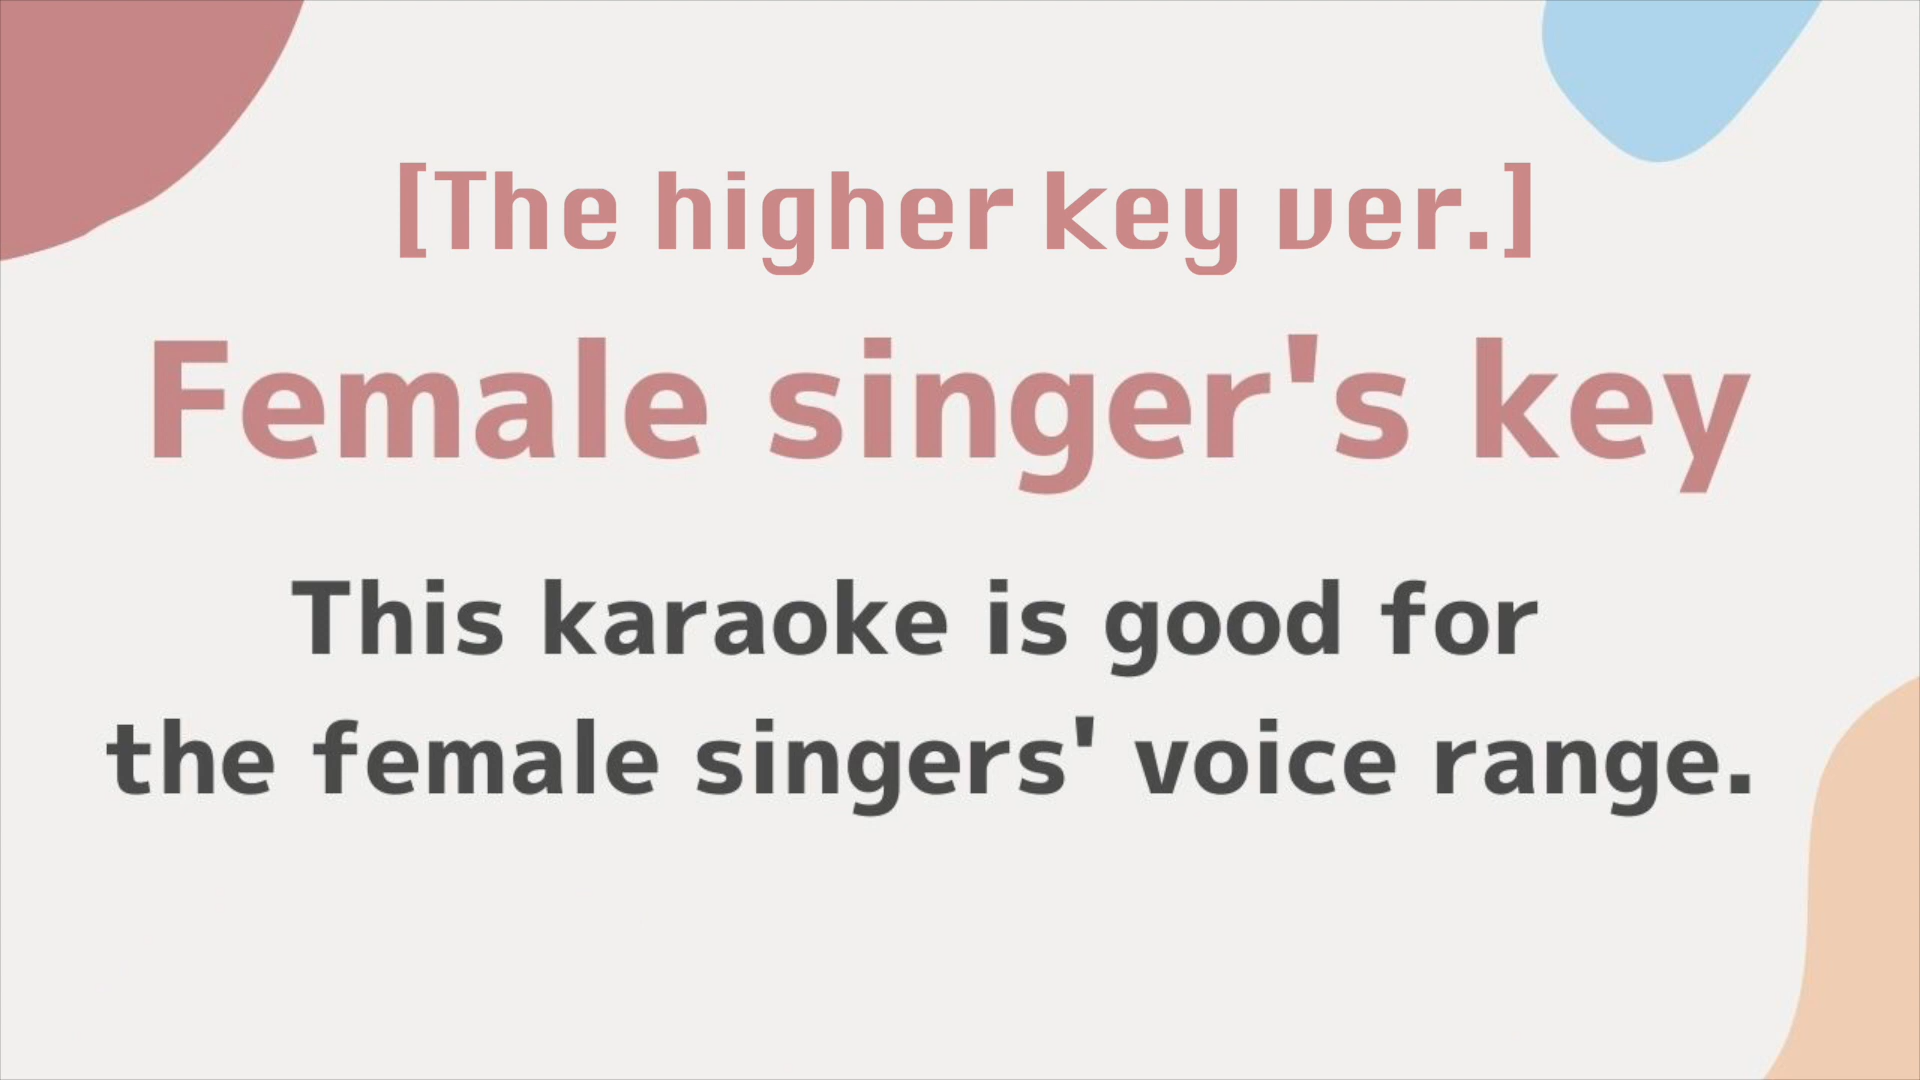 [The higher key ver.]
Female singer's key
This karaoke is good for
the female singers' voice range.